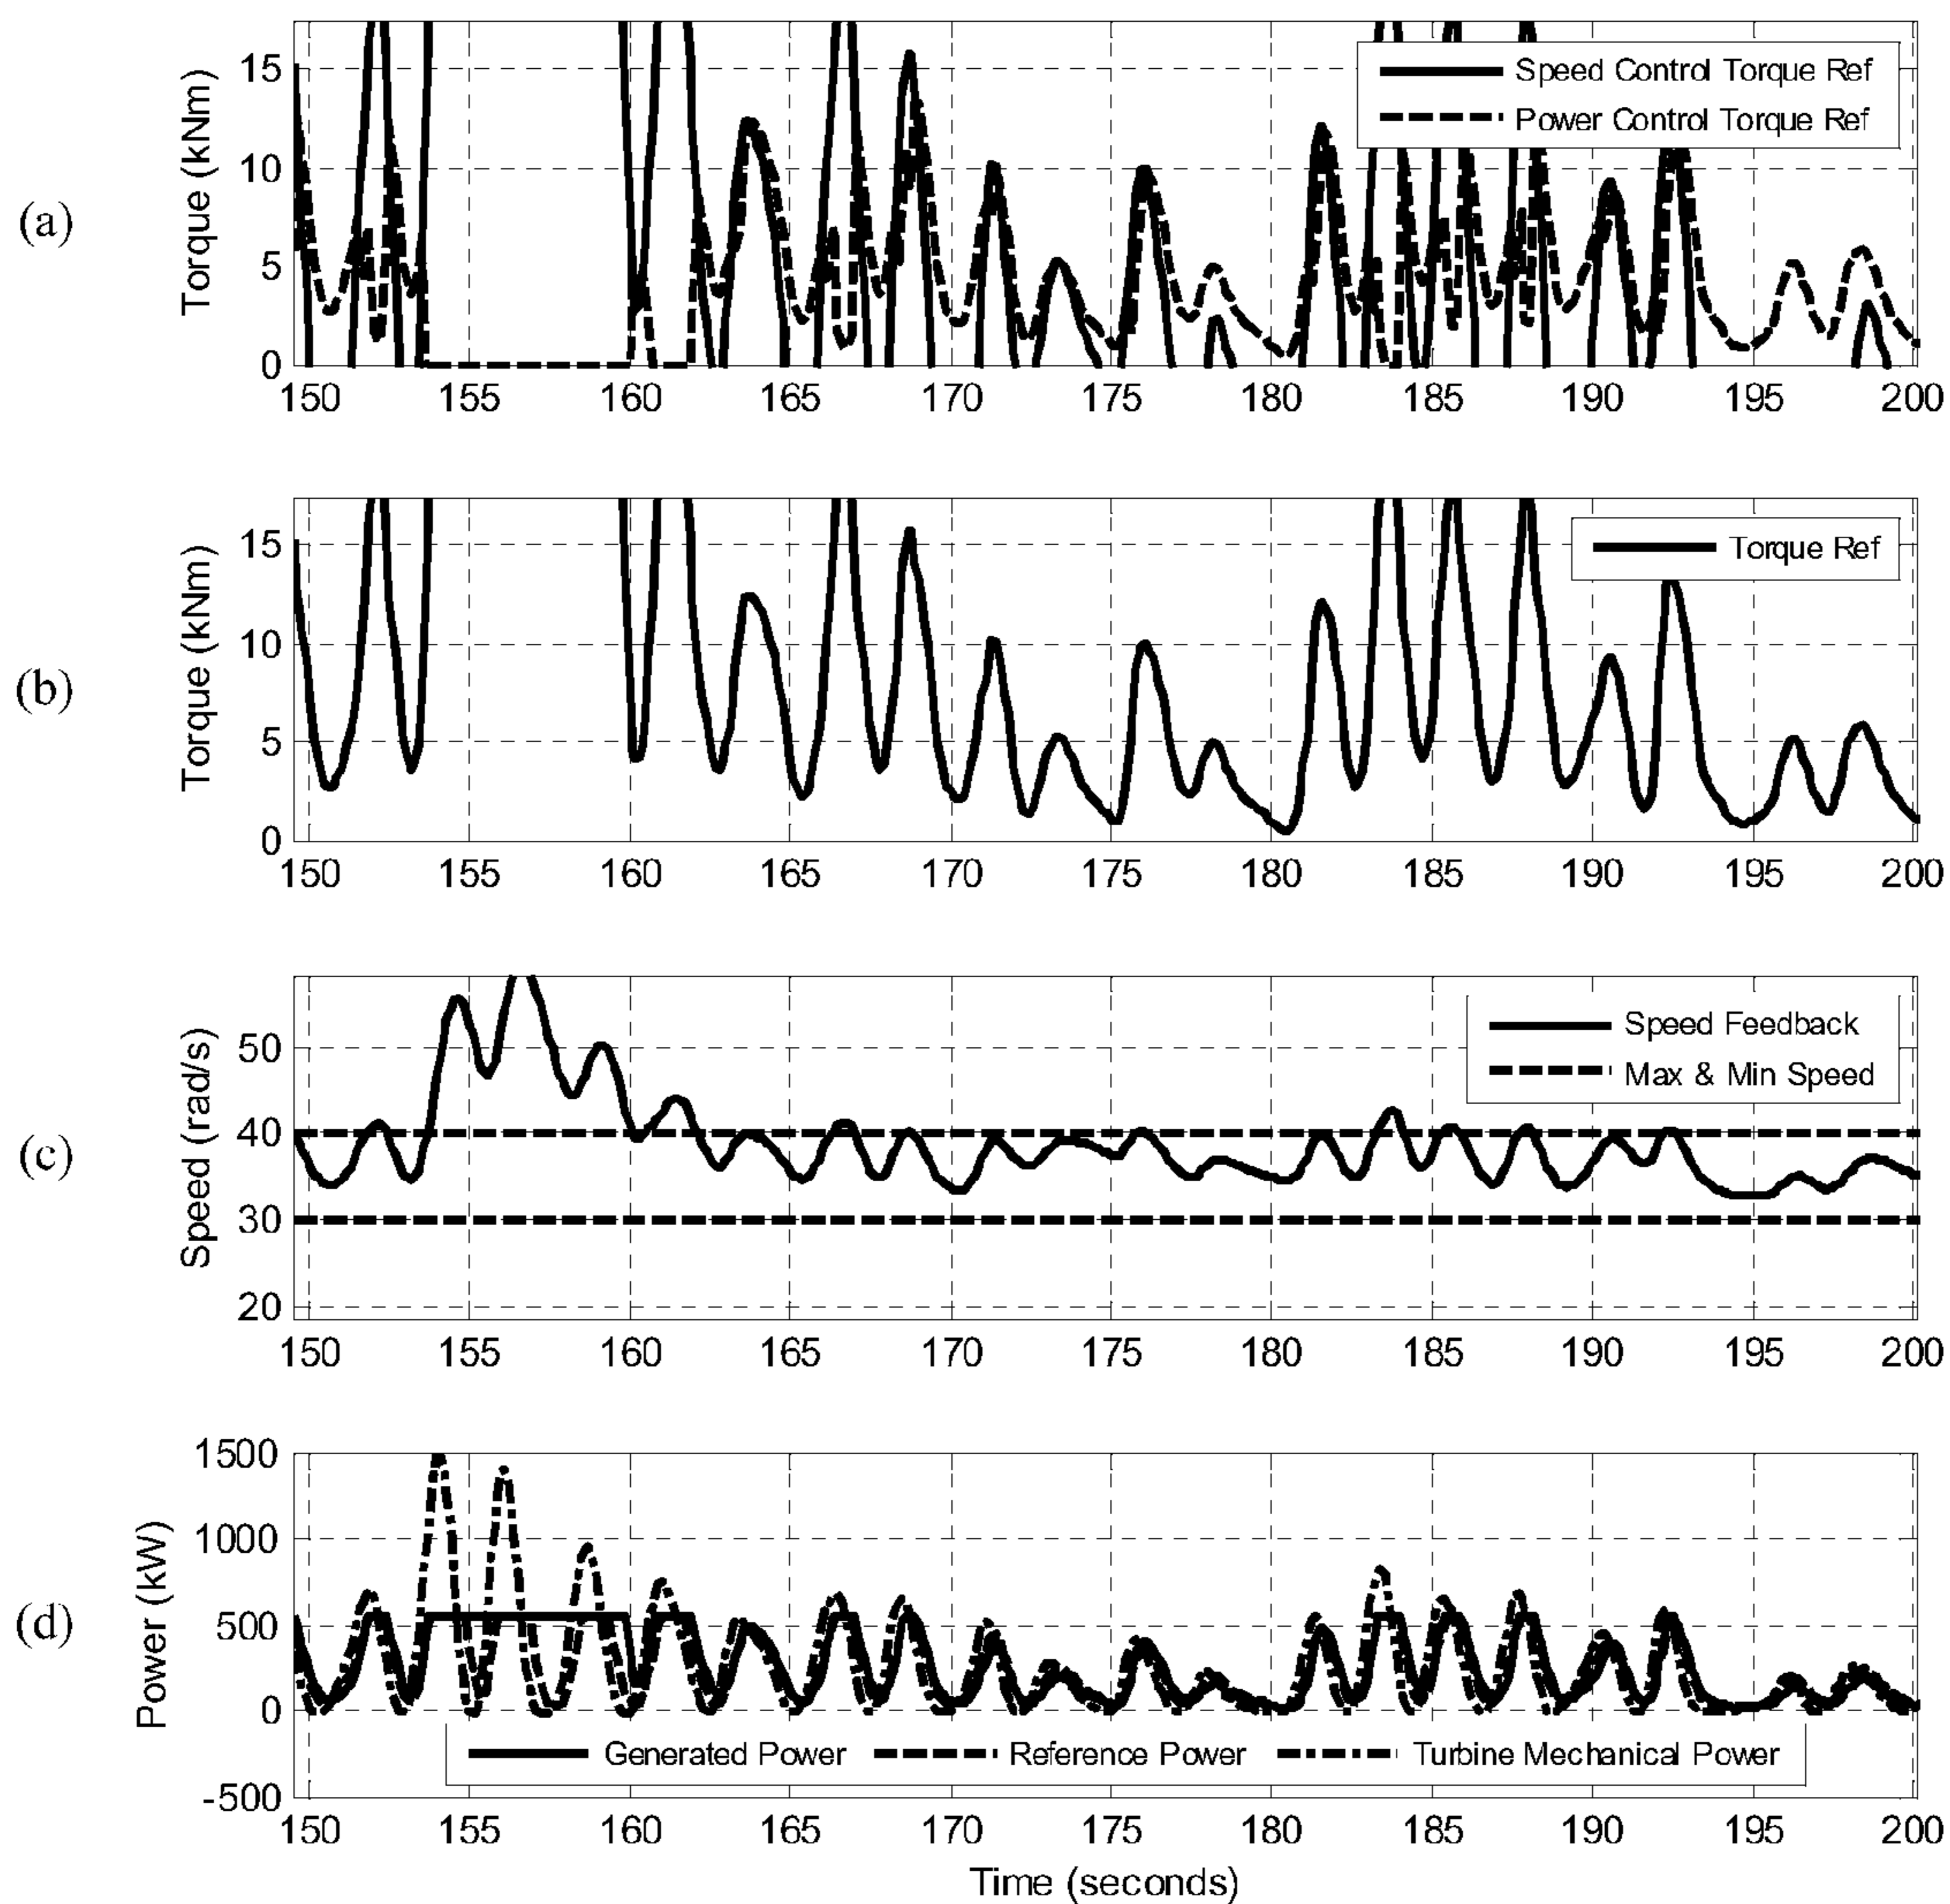 (a)
Torque (kNm)
15
10
5
0
Speed Control Torque Ref
Power Control Torque Ref
150 155 160 165 170 175 180 185 190 195 200
(b)
Torque (kNm)
15
10
5
0
Torque Ref
150 155 160 165 170 175 180 185 190 195 200
(c)
Speed (rad/s)
50
40
30
20
Speed Feedback
Max & Min Speed
150 155 160 165 170 175 180 185 190 195 200
(d)
Power (kW)
1500
1000
500
0
-500
Generated Power Reference Power Turbine Mechanical Power
150 155 160 165 170 175 180 185 190 195 200
Time (seconds)